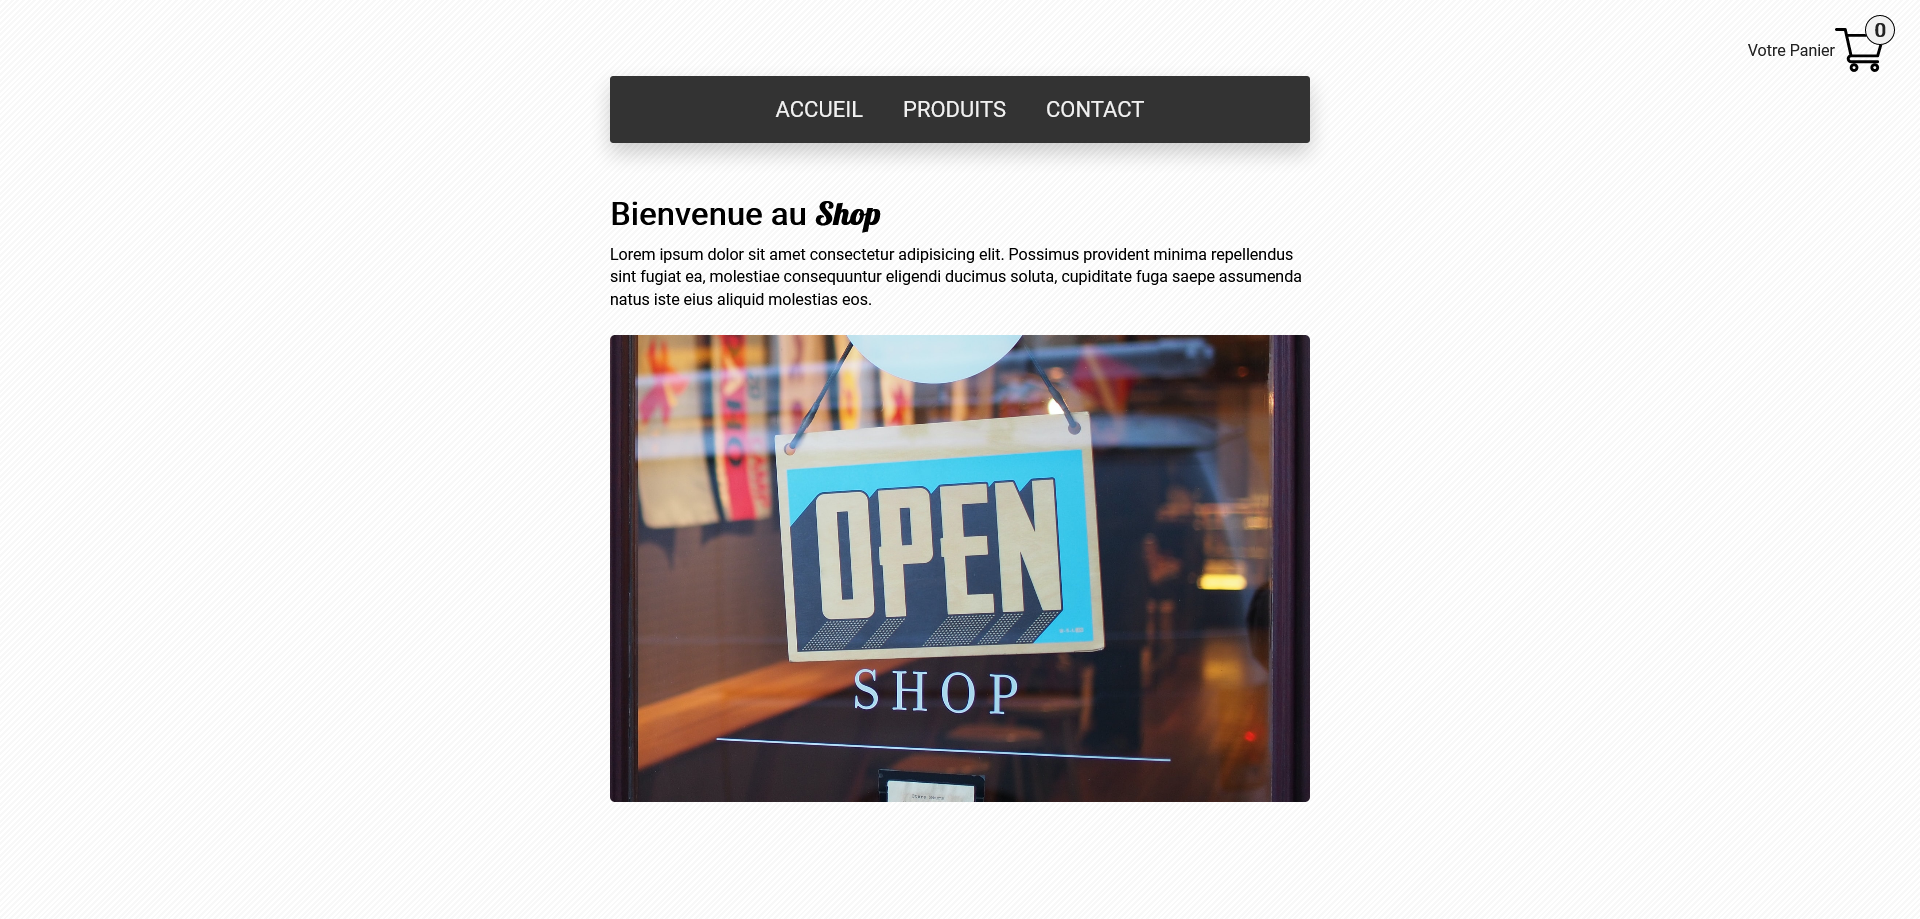 Votre Panier 0
ACCUEIL PRODUITS CONTACT
Bienvenue au Shop
Lorem ipsum dolor sit amet consectetur adipisicing elit. Possimus provident minima repellendus
sint fugiat ea, molestiae consequuntur eligendi ducimus soluta, cupiditate fuga saepe assumenda
natus iste eius aliquid molestias eos.
OPEN
SHOP